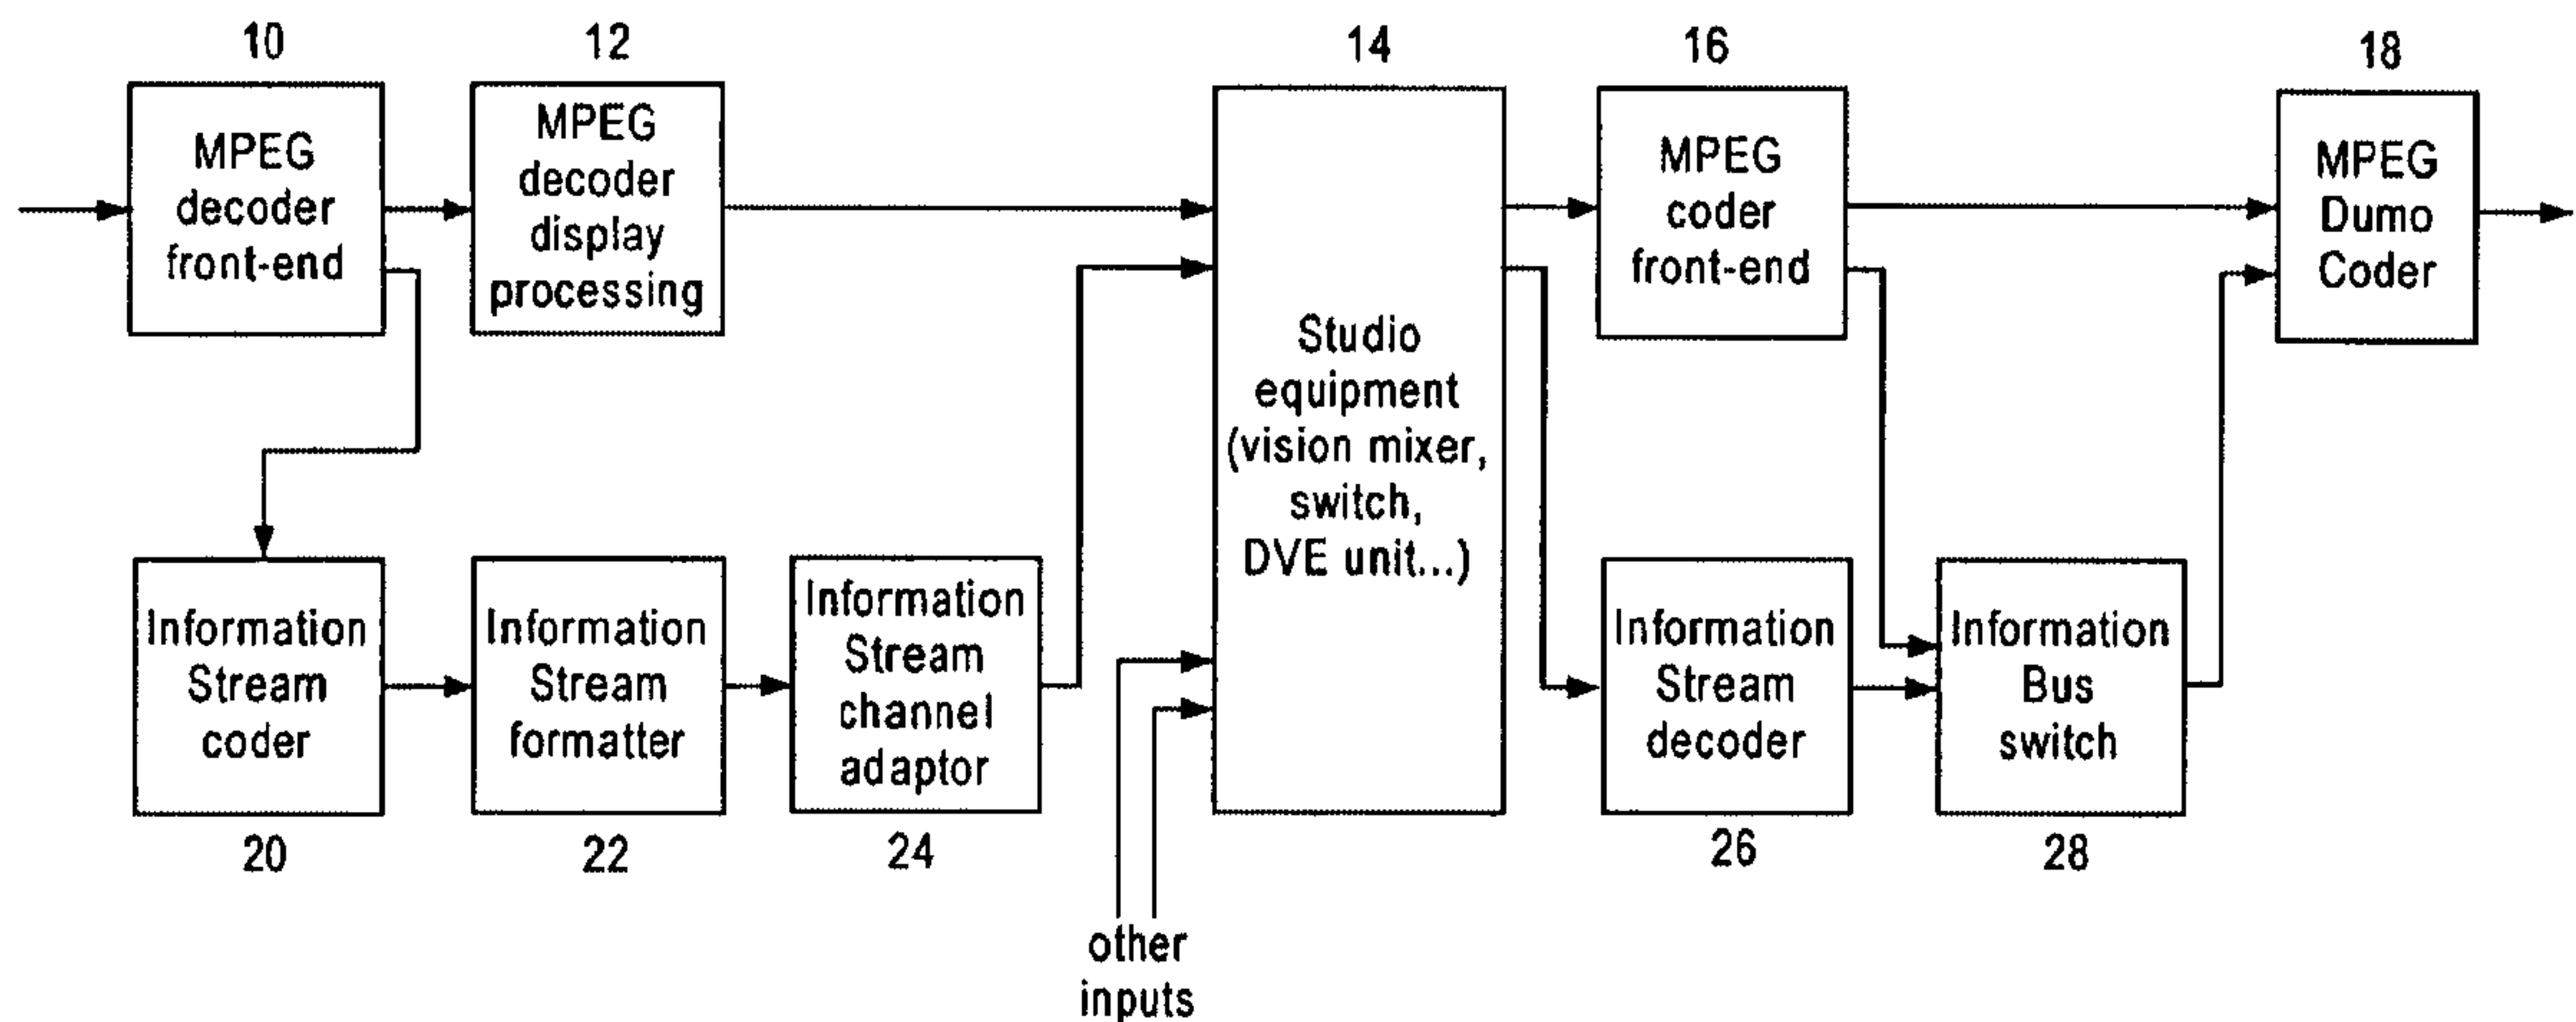 10
12
14
16
18
MPEG
decoder
front-end
MPEG
decoder
display
processing
Studio
equipment
(vision mixer,
switch,
DVE unit...)
MPEG
coder
front-end
MPEG
Dumo
Coder
Information
Stream
coder
Information
Stream
formatter
Information
Stream
channel
adaptor
Information
Stream
decoder
Information
Bus
switch
20
22
24
26
28
other
inputs